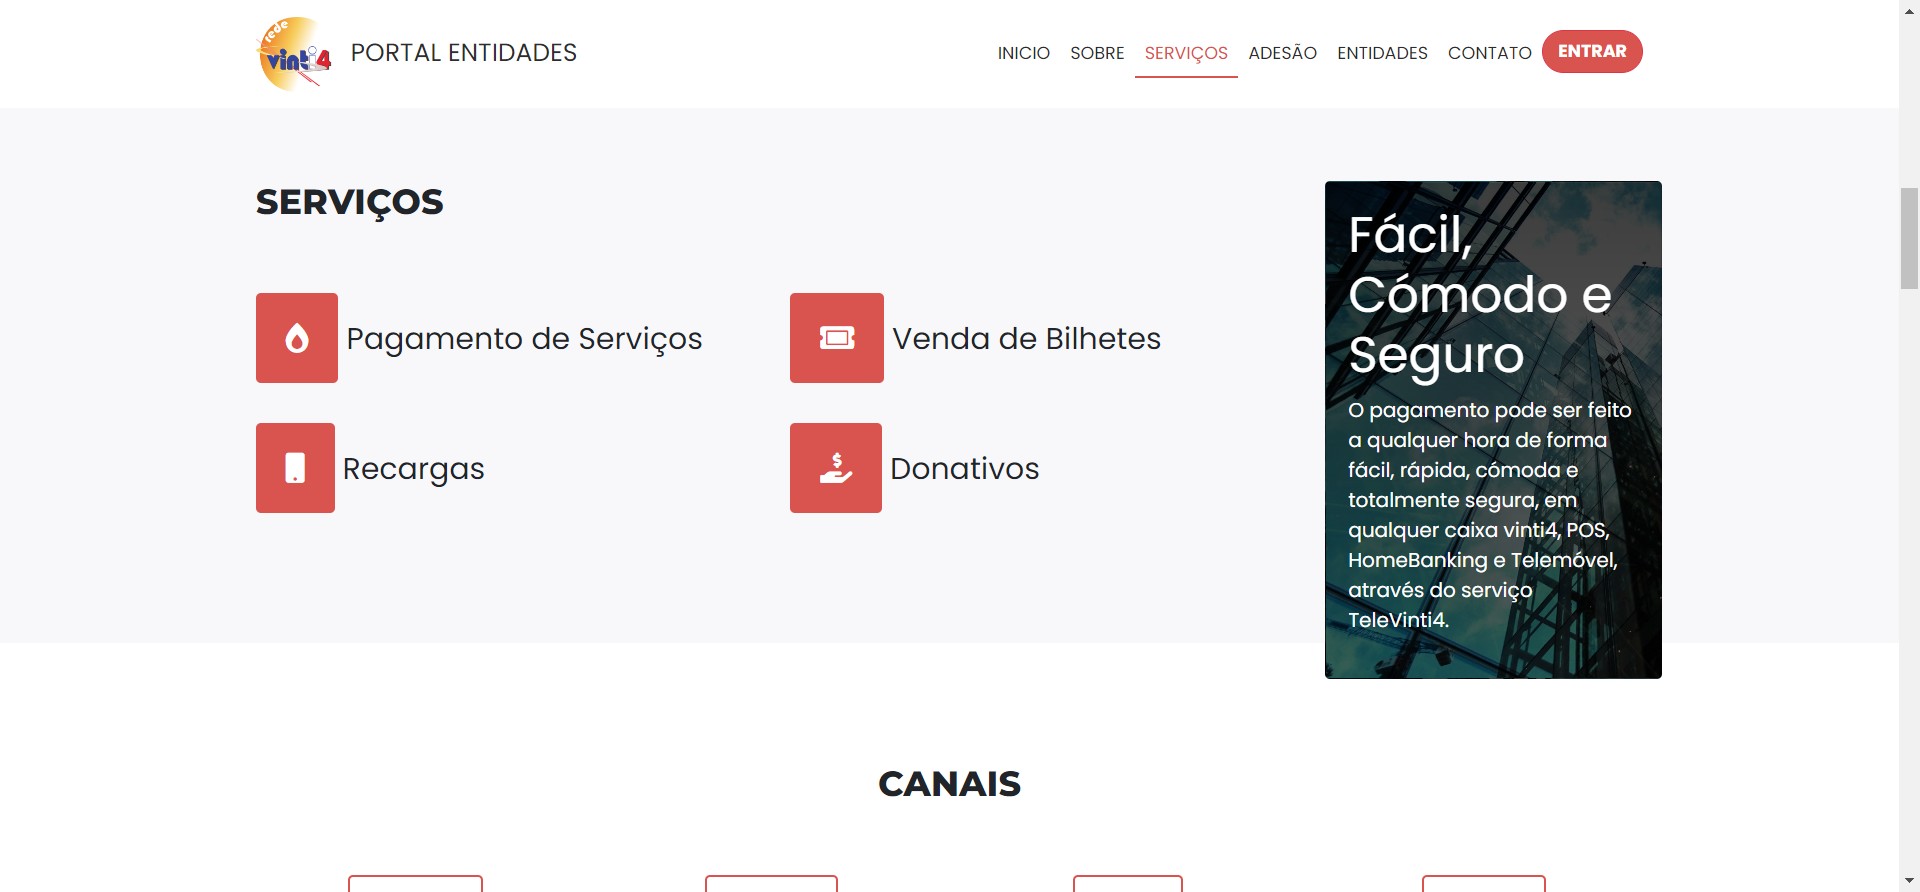 rede
vinti4
PORTAL ENTIDADES
INICIO
SOBRE
SERVIÇOS
ADESÃO
ENTIDADES
CONTATO
ENTRAR
SERVIÇOS
Pagamento de Serviços
Venda de Bilhetes
Recargas
Donativos
Fácil,
Cómodo e
Seguro
O pagamento pode ser feito
a qualquer hora de forma
fácil, rápida, cómoda e
totalmente segura, em
qualquer caixa vinti4, POS,
HomeBanking e Telemóvel,
através do serviço
TeleVinti4.
CANAIS